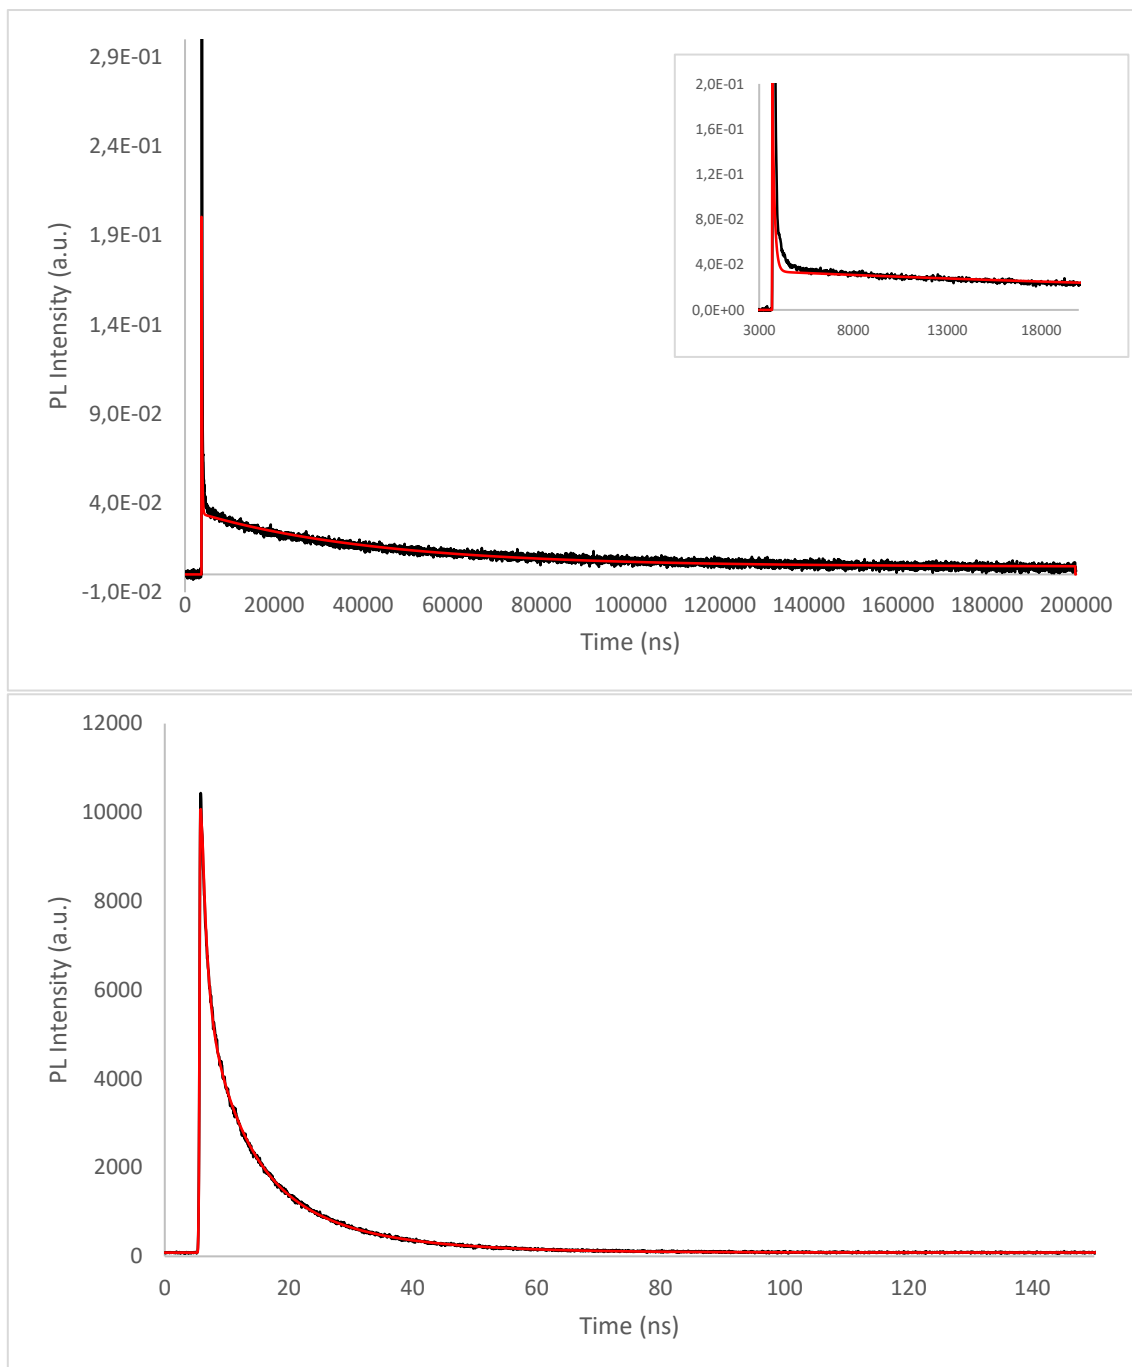 2,9E-01
2,4E-01
1,9E-01
1,4E-01
9,0E-02
4,0E-02
-1,0E-02
PL Intensity (a.u.)
0 20000 40000 60000 80000 100000 120000 140000 160000 180000 200000
Time (ns)
2,0E-01
1,6E-01
1,2E-01
8,0E-02
4,0E-02
0,0E+00
3000 8000 13000 18000
12000
10000
8000
6000
4000
2000
0
PL Intensity (a.u.)
0 20 40 60 80 100 120 140
Time (ns)